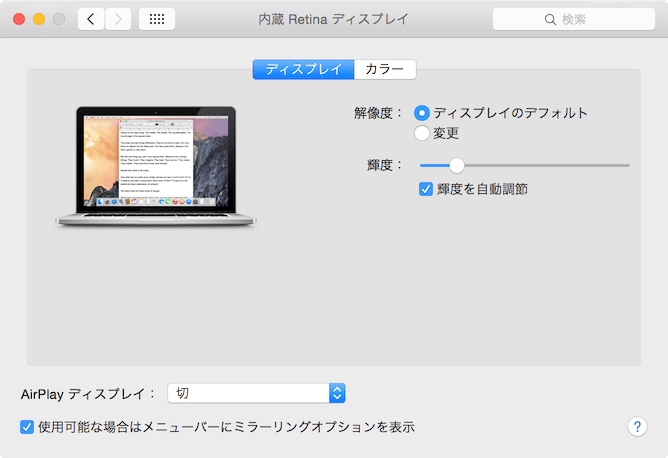 内蔵 Retina ディスプレイ
検索
ディスプレイ カラー
解像度： ディスプレイのデフォルト
変更
輝度：
輝度を自動調節
AirPlay ディスプレイ： 切
使用可能な場合はメニューバーにミラーリングオプションを表示 ?